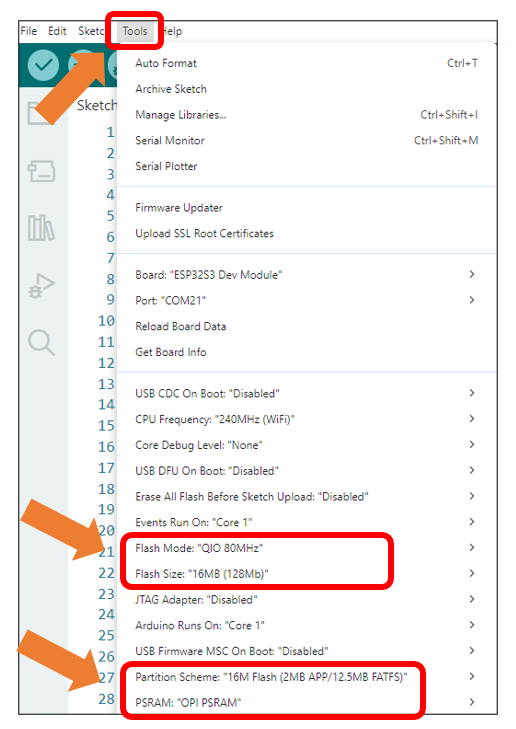 File Edit Sketc Tools Help
Sketch
Auto Format Ctrl+T
Archive Sketch
Manage Libraries... Ctrl+Shift+I
Serial Monitor Ctrl+Shift+M
Serial Plotter
Firmware Updater
Upload SSL Root Certificates
Board: "ESP32S3 Dev Module"
Port: "COM21"
Reload Board Data
Get Board Info
USB CDC On Boot: "Disabled"
CPU Frequency: "240MHz (WiFi)"
Core Debug Level: "None"
USB DFU On Boot: "Disabled"
Erase All Flash Before Sketch Upload: "Disabled"
Events Run On: "Core 1"
Flash Mode: "QIO 80MHz"
Flash Size: "16MB (128Mb)"
JTAG Adapter: "Disabled"
Arduino Runs On: "Core 1"
USB Firmware MSC On Boot: "Disabled"
Partition Scheme: "16M Flash (2MB APP/12.5MB FATFS)"
PSRAM: "OPI PSRAM"
1
2
3
4
5
6
7
8
9
10
11
12
13
14
15
16
17
18
19
20
21
22
23
24
25
26
27
28